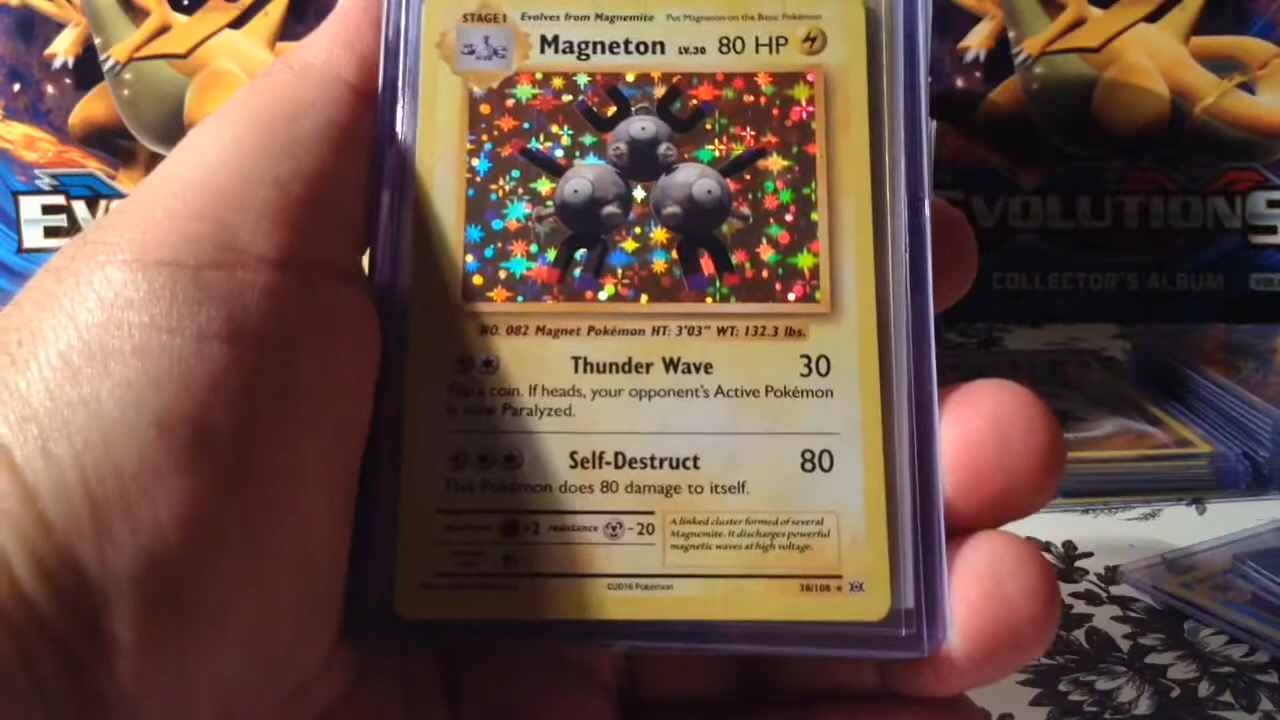 STAGE 1 Evolves from Magnemite Put Magneton on the Basic Pokémon
Magneton LV.30 80 HP
NO. 082 Magnet Pokémon HT: 3'03" WT: 132.3 lbs.
Thunder Wave 30
Flip a coin. If heads, your opponent's Active Pokémon
is now Paralyzed.
Self-Destruct 80
This Pokémon does 80 damage to itself.
×2 resistance -20
A linked cluster formed of several
Magnemite. It discharges powerful
magnetic waves at high voltage.
©2016 Pokémon 38/108 ★
EV
EVOLUTIONS
COLLECTOR'S ALBUM